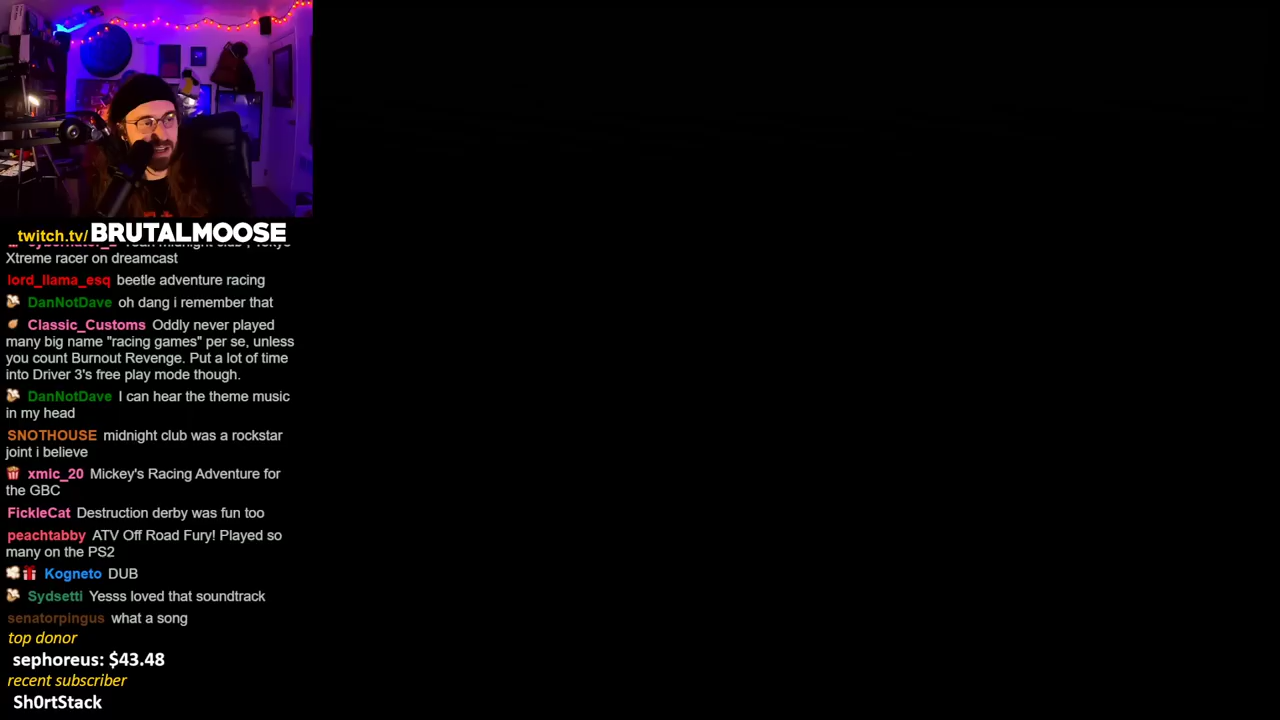 twitch.tv/BRUTALMOOSE
Xtreme racer on dreamcast
lord_llama_esq beetle adventure racing
DanNotDave oh dang i remember that
Classic_Customs Oddly never played
many big name "racing games" per se, unless
you count Burnout Revenge. Put a lot of time
into Driver 3's free play mode though.
DanNotDave I can hear the theme music
in my head
SNOTHOUSE midnight club was a rockstar
joint i believe
xmic_20 Mickey's Racing Adventure for
the GBC
FickleCat Destruction derby was fun too
peachtabby ATV Off Road Fury! Played so
many on the PS2
Kogneto DUB
Sydsetti Yesss loved that soundtrack
senatorpingus what a song
top donor
sephoreus: $43.48
recent subscriber
Sh0rtStack